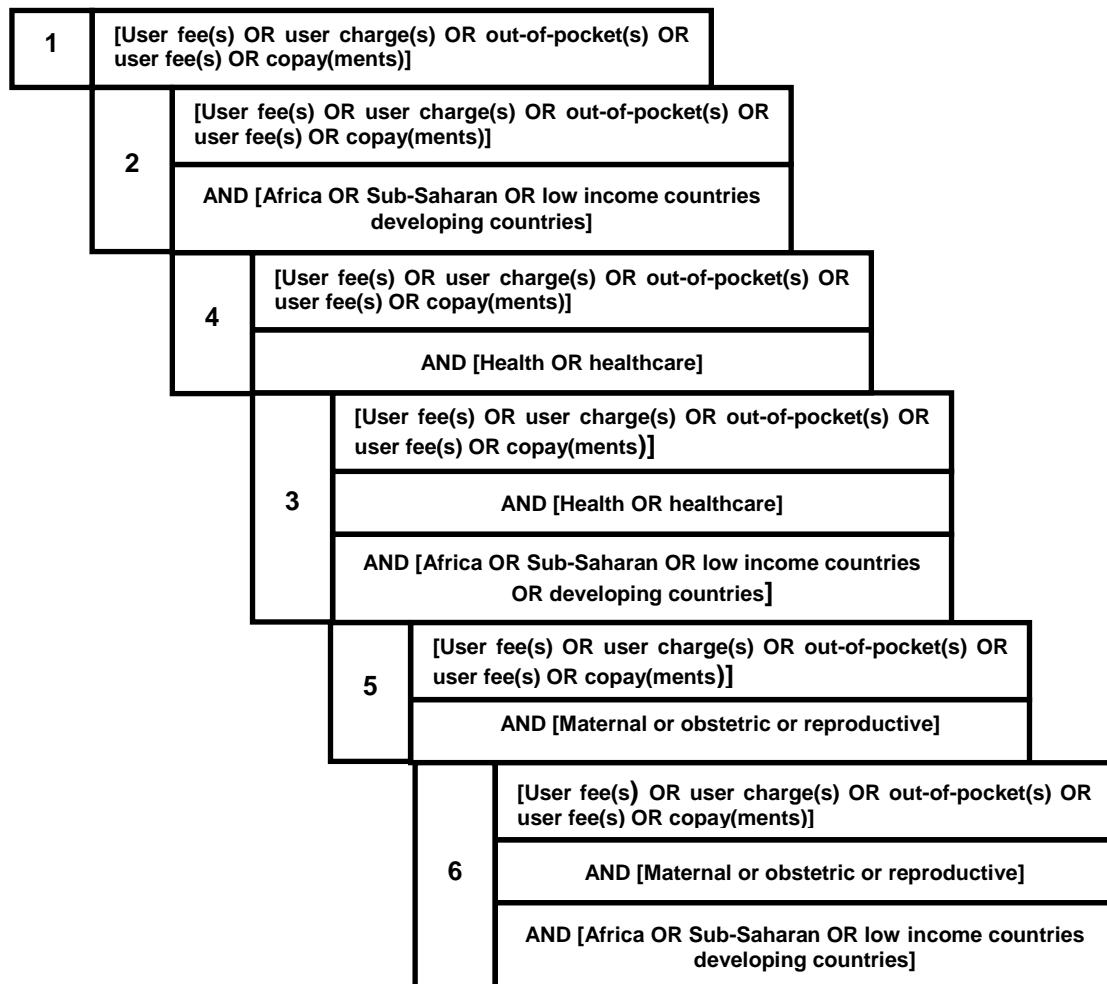 1
[User fee(s) OR user charge(s) OR out-of-pocket(s) OR
user fee(s) OR copay(ments)]
2
[User fee(s) OR user charge(s) OR out-of-pocket(s) OR
user fee(s) OR copay(ments)]
AND [Africa OR Sub-Saharan OR low income countries
developing countries]
4
[User fee(s) OR user charge(s) OR out-of-pocket(s) OR
user fee(s) OR copay(ments)]
AND [Health OR healthcare]
3
[User fee(s) OR user charge(s) OR out-of-pocket(s) OR
user fee(s) OR copay(ments)]
AND [Health OR healthcare]
AND [Africa OR Sub-Saharan OR low income countries
OR developing countries]
5
[User fee(s) OR user charge(s) OR out-of-pocket(s) OR
user fee(s) OR copay(ments)]
AND [Maternal or obstetric or reproductive]
6
[User fee(s) OR user charge(s) OR out-of-pocket(s) OR
user fee(s) OR copay(ments)]
AND [Maternal or obstetric or reproductive]
AND [Africa OR Sub-Saharan OR low income countries
developing countries]